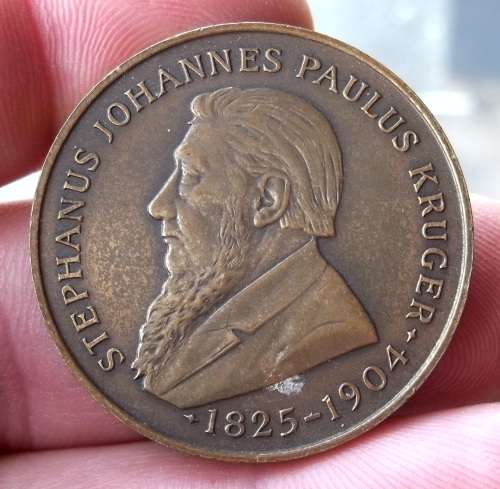 STEPHANUS JOHANNES PAULUS KRUGER
1825-1904